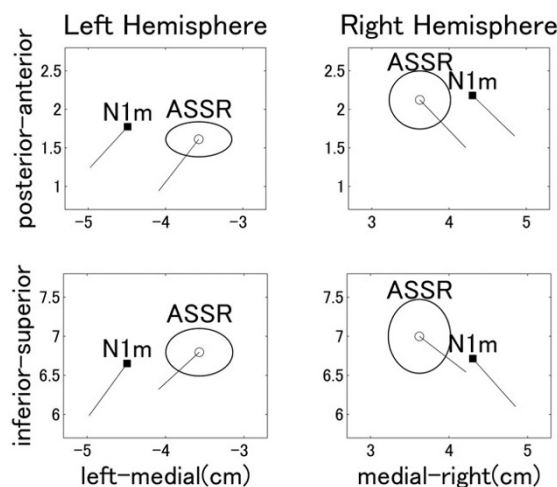 Left Hemisphere
Right Hemisphere
posterior-anterior
2.5
2
1.5
1
N1m
ASSR
-5
-4
-3
2.5
2
1.5
1
ASSR
N1m
3
4
5
inferior-superior
7.5
7
6.5
6
N1m
ASSR
-5
-4
-3
left-medial(cm)
7.5
7
6.5
6
ASSR
N1m
3
4
5
medial-right(cm)